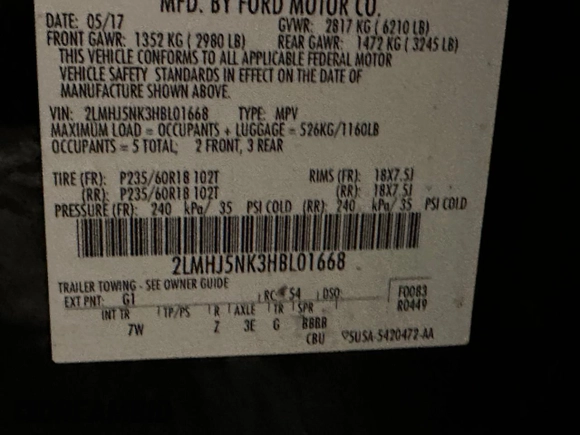 MFD. BY FORD MOTOR CO.
DATE: 05/17 GVWR: 2817 KG (6210 LB)
FRONT GAWR: 1352 KG (2980 LB) REAR GAWR: 1472 KG (3245 LB)
THIS VEHICLE CONFORMS TO ALL APPLICABLE FEDERAL MOTOR
VEHICLE SAFETY STANDARDS IN EFFECT ON THE DATE OF
MANUFACTURE SHOWN ABOVE.
VIN: 2LMHJ5NK3HBL01668 TYPE: MPV
MAXIMUM LOAD = OCCUPANTS + LUGGAGE = 526KG/1160LB
OCCUPANTS = 5 TOTAL; 2 FRONT, 3 REAR
TIRE (FR): P235/60R18 102T RIMS (FR): 18X7.5J
(RR): P235/60R18 102T (RR): 18X7.5J
PRESSURE (FR): 240 kPa/ 35 PSI COLD (RR): 240 kPa/ 35 PSI COLD
2LMHJ5NK3HBL01668
TRAILER TOWING - SEE OWNER GUIDE
EXT PNT: G1 RC: 54 DSO: F0083
INT TR TP/PS R AXLE TR SPR R0449
7W Z 3E G BBBB
CBU 5USA-5420472-AA